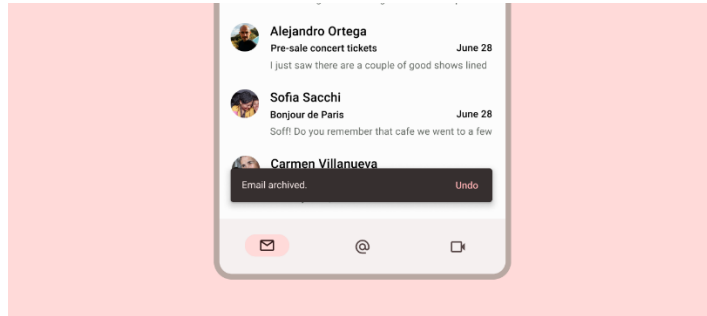 Alejandro Ortega
Pre-sale concert tickets June 28
I just saw there are a couple of good shows lined
Sofia Sacchi
Bonjour de Paris June 28
Soff! Do you remember that cafe we went to a few
Carmen Villanueva
Email archived. Undo